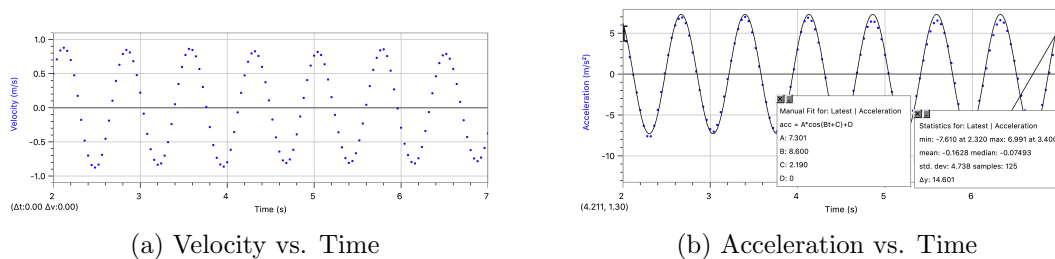 1.0
0.5
0.0
-0.5
-1.0
Velocity (m/s)
2 3 4 5 6 7
Time (s)
(Δt:0.00 Δv:0.00)
(a) Velocity vs. Time
5
0
-5
-10
Acceleration (m/s²)
Manual Fit for: Latest | Acceleration
acc = A*cos(Bt+C)+D
A: 7.301
B: 8.600
C: 2.190
D: 0
Statistics for: Latest | Acceleration
min: -7.610 at 2.320 max: 6.991 at 3.400
mean: -0.1628 median: -0.07493
std. dev: 4.738 samples: 125
Δy: 14.601
2 3 4 5 6
Time (s)
(4.211, 1.30)
(b) Acceleration vs. Time